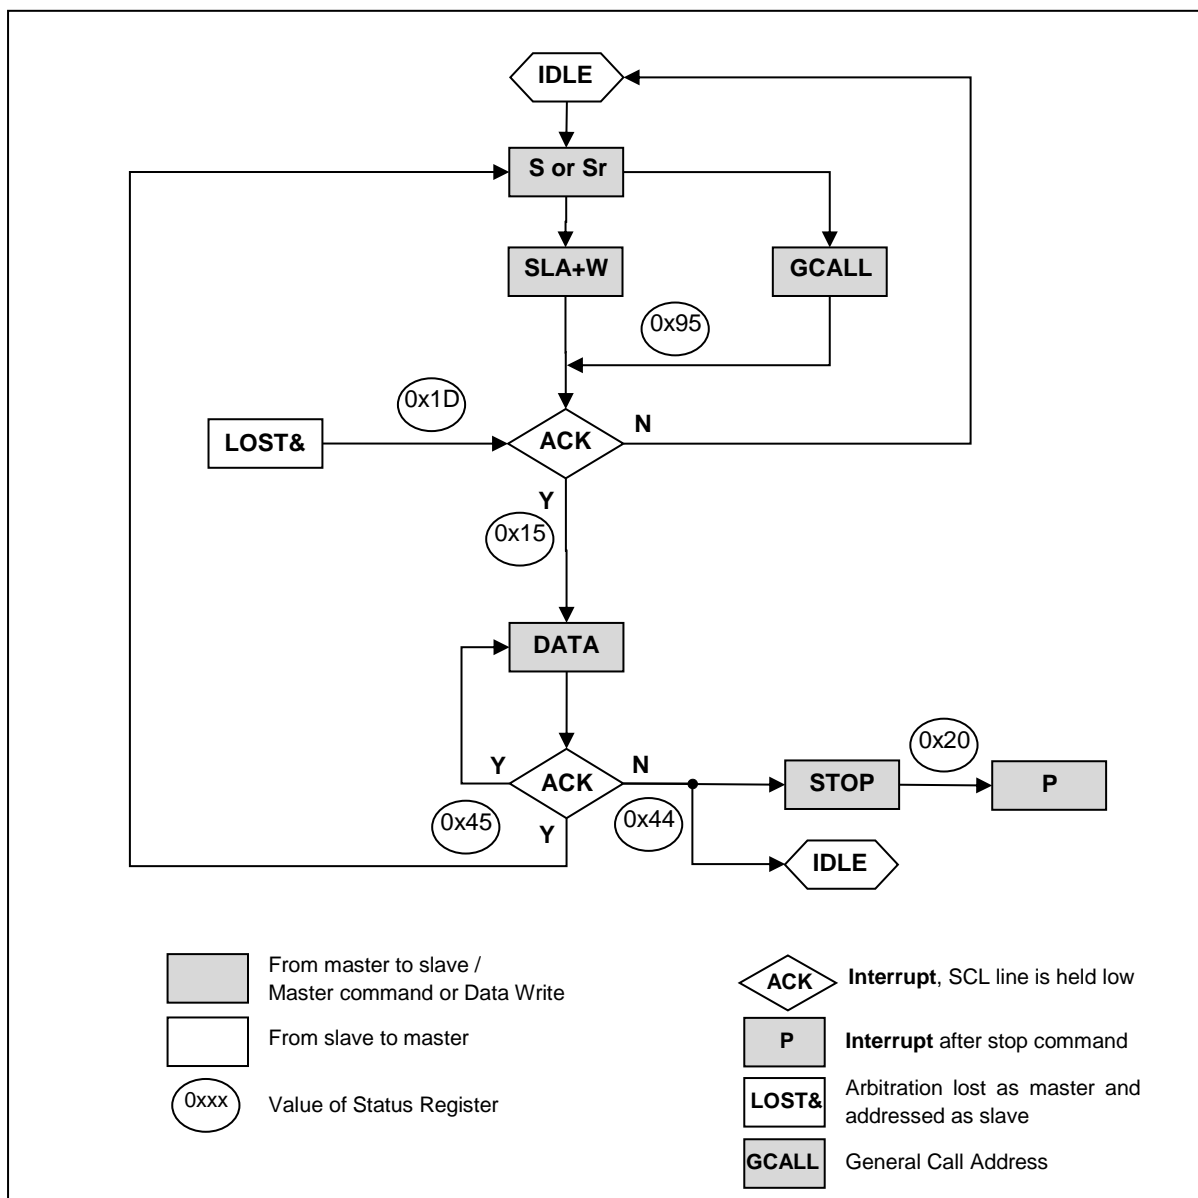 IDLE
S or Sr
SLA+W
GCALL
0x95
0x1D
LOST&
ACK
N
Y
0x15
DATA
0x20
Y
ACK
N
STOP
P
0x45
Y
0x44
IDLE
From master to slave /
Master command or Data Write
From slave to master
0xxx
Value of Status Register
ACK
Interrupt, SCL line is held low
P
Interrupt after stop command
LOST&
Arbitration lost as master and
addressed as slave
GCALL
General Call Address